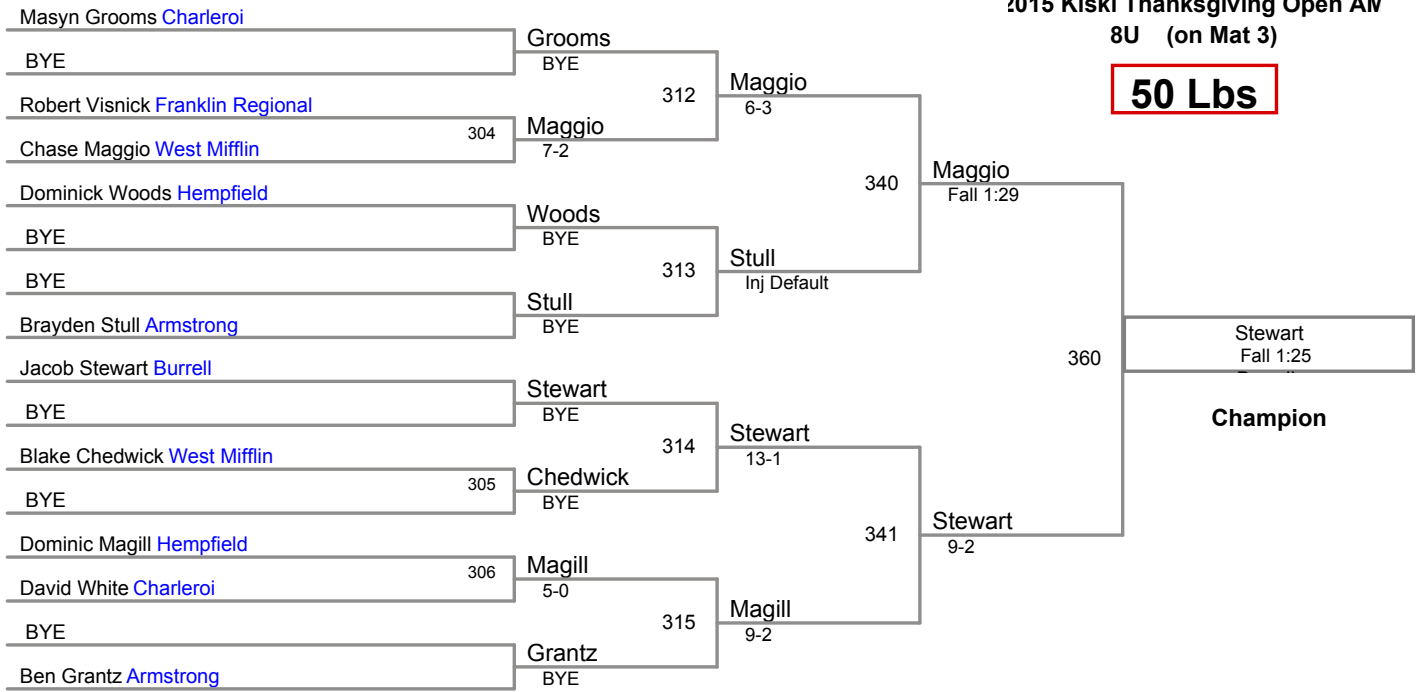 2015 Kiski Thanksgiving Open AM
8U (on Mat 3)
50 Lbs
Masyn Grooms Charleroi
BYE
Robert Visnick Franklin Regional
Chase Maggio West Mifflin
Dominick Woods Hempfield
BYE
BYE
Brayden Stull Armstrong
Jacob Stewart Burrell
BYE
Blake Chedwick West Mifflin
BYE
Dominic Magill Hempfield
David White Charleroi
BYE
Ben Grantz Armstrong
304
305
306
Grooms
BYE
Maggio
7-2
Woods
BYE
Stull
BYE
Stewart
BYE
Chedwick
BYE
Magill
5-0
Grantz
BYE
312
313
314
315
Maggio
6-3
Stull
Inj Default
Stewart
13-1
Magill
9-2
340
341
Maggio
Fall 1:29
Stewart
9-2
360
Stewart
Fall 1:25
Champion